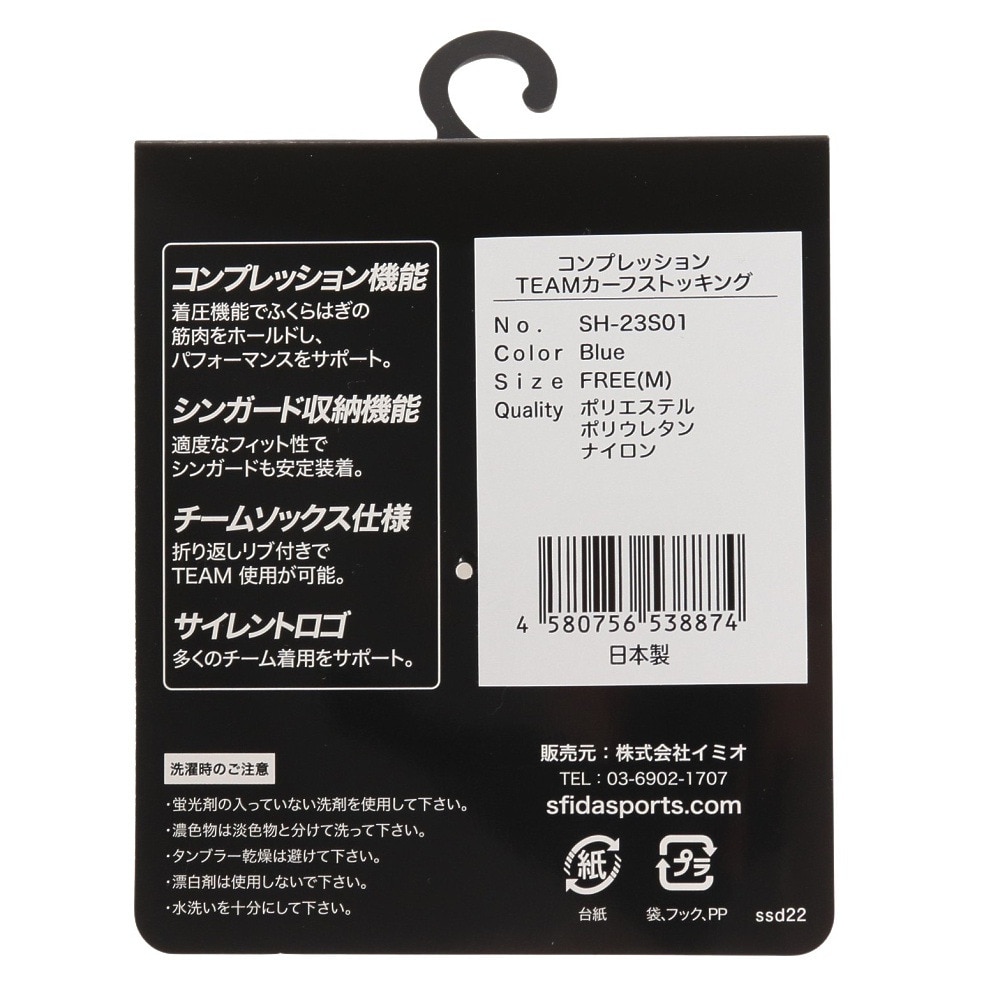 コンプレッション機能
着圧機能でふくらはぎの
筋肉をホールドし、
パフォーマンスをサポート。
シンガード収納機能
適度なフィット性で
シンガードも安定装着。
チームソックス仕様
折り返しリブ付きで
TEAM 使用が可能。
サイレントロゴ
多くのチーム着用をサポート。
コンプレッション
TEAMカーフストッキング
No. SH-23S01
Color Blue
Size FREE(M)
Quality ポリエステル
ポリウレタン
ナイロン
4 580756 538874
日本製
洗濯時のご注意
・蛍光剤の入っていない洗剤を使用して下さい。
・濃色物は淡色物と分けて洗って下さい。
・タンブラー乾燥は避けて下さい。
・漂白剤は使用しないで下さい。
・水洗いを十分にして下さい。
販売元：株式会社イミオ
TEL：03-6902-1707
sfidasports.com
紙
プラ
台紙
袋、フック、PP
ssd22